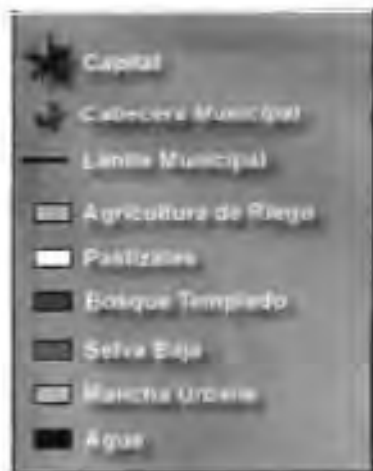 Capital
Cabecera Municipal
Limite Municipal
Agricultura de Riego
Pastizales
Bosque Templado
Selva Baja
Mancha Urbana
Agua